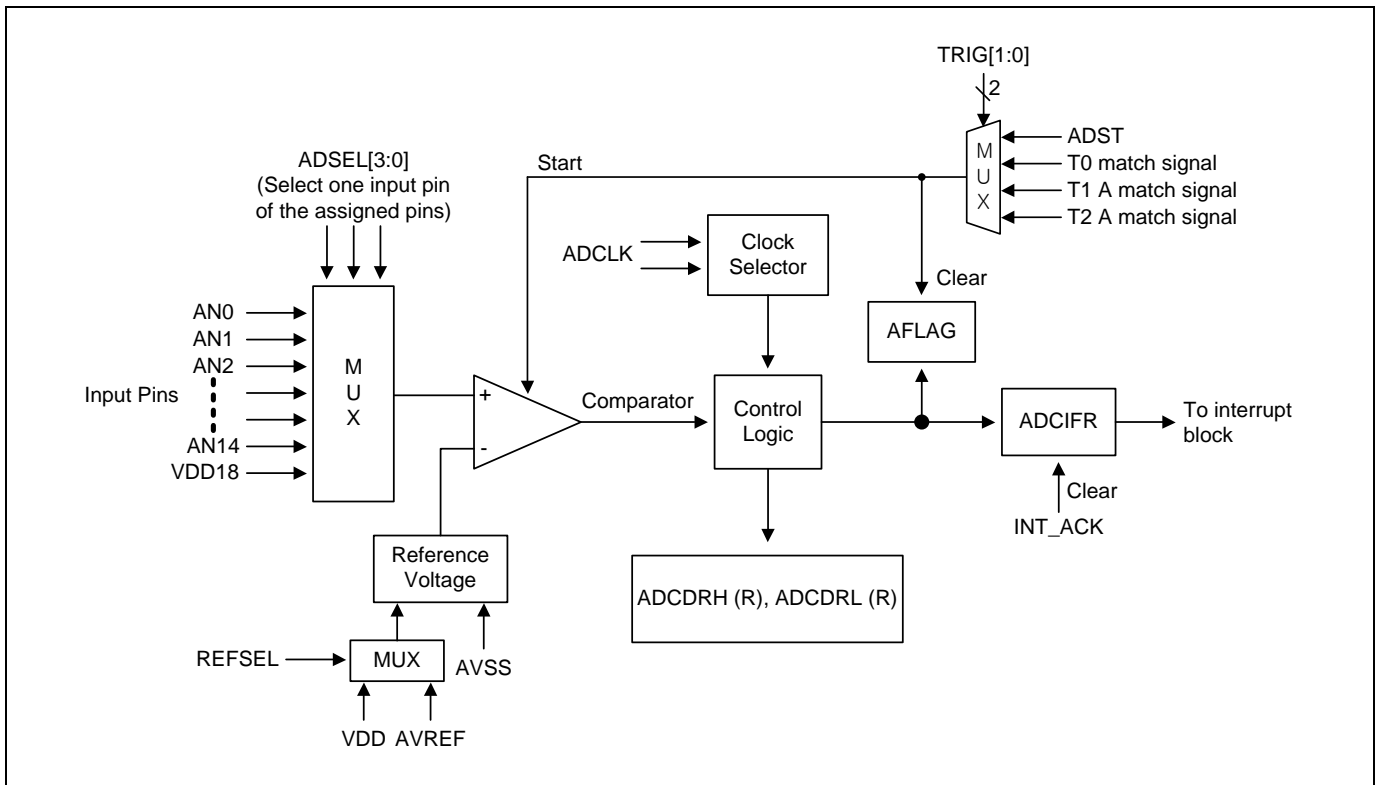 TRIG[1:0]
2
M
U
X
ADST
T0 match signal
T1 A match signal
T2 A match signal
Start
ADSEL[3:0]
(Select one input pin
of the assigned pins)
ADCLK
Clock
Selector
Clear
AFLAG
Input Pins
AN0
AN1
AN2
AN14
VDD18
M
U
X
+
-
Comparator
Control
Logic
ADCIFR
To interrupt
block
Clear
INT_ACK
Reference
Voltage
ADCDRH (R), ADCDRL (R)
REFSEL
MUX
AVSS
VDD AVREF